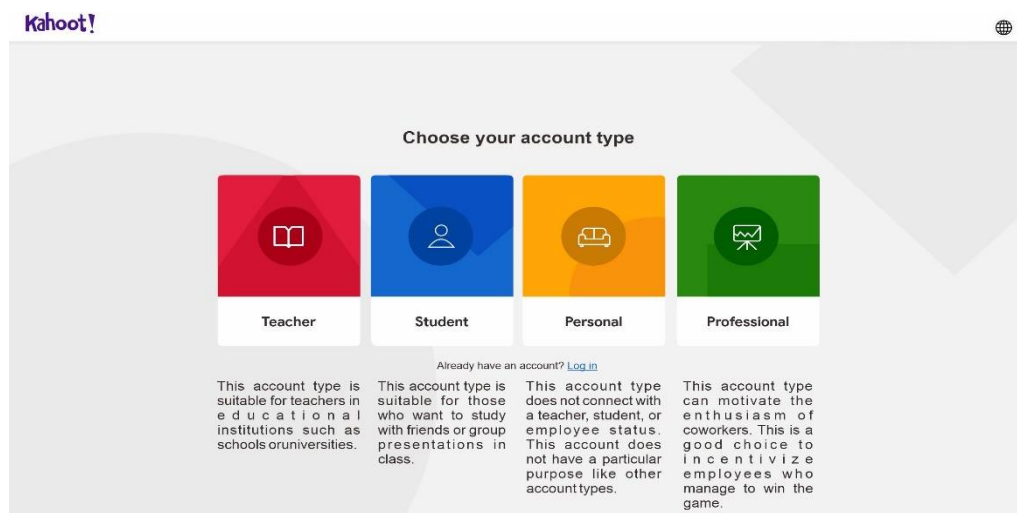 Kahoot!
Choose your account type
Teacher
Student
Personal
Professional
Already have an account? Log in
This account type is
suitable for teachers in
educational
institutions such as
schools oruniversities.
This account type is
suitable for those
who want to study
with friends or group
presentations in
class.
This account type
does not connect with
a teacher, student, or
employee status.
This account does
not have a particular
purpose like other
account types.
This account type
can motivate the
enthusiasm of
coworkers. This is a
good choice to
incentivize
employees who
manage to win the
game.